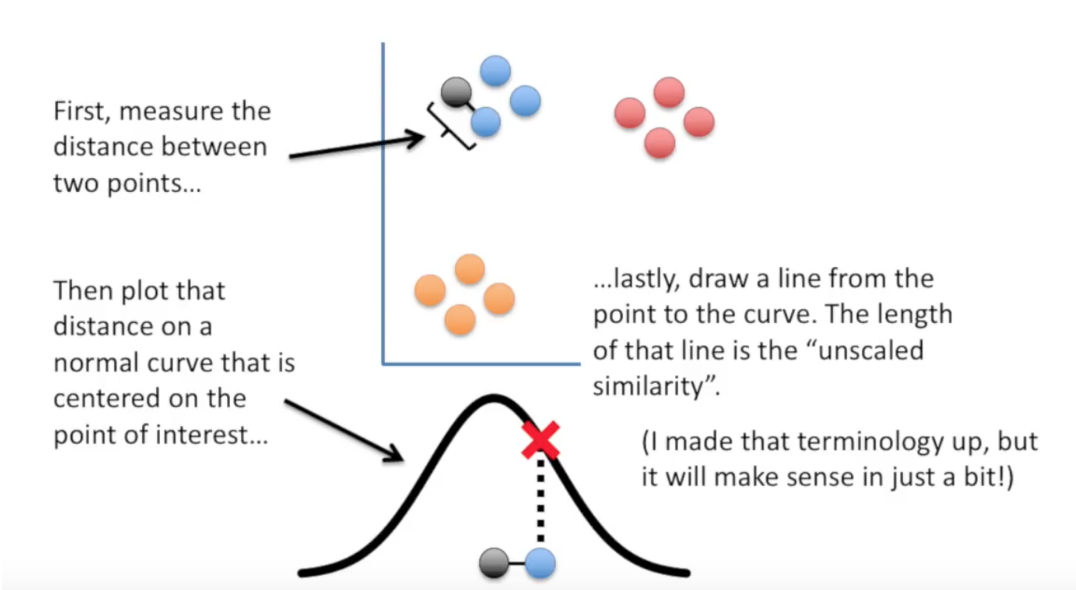 First, measure the
distance between
two points...
Then plot that
distance on a
normal curve that is
centered on the
point of interest...
...lastly, draw a line from the
point to the curve. The length
of that line is the “unscaled
similarity”.
(I made that terminology up, but
it will make sense in just a bit!)